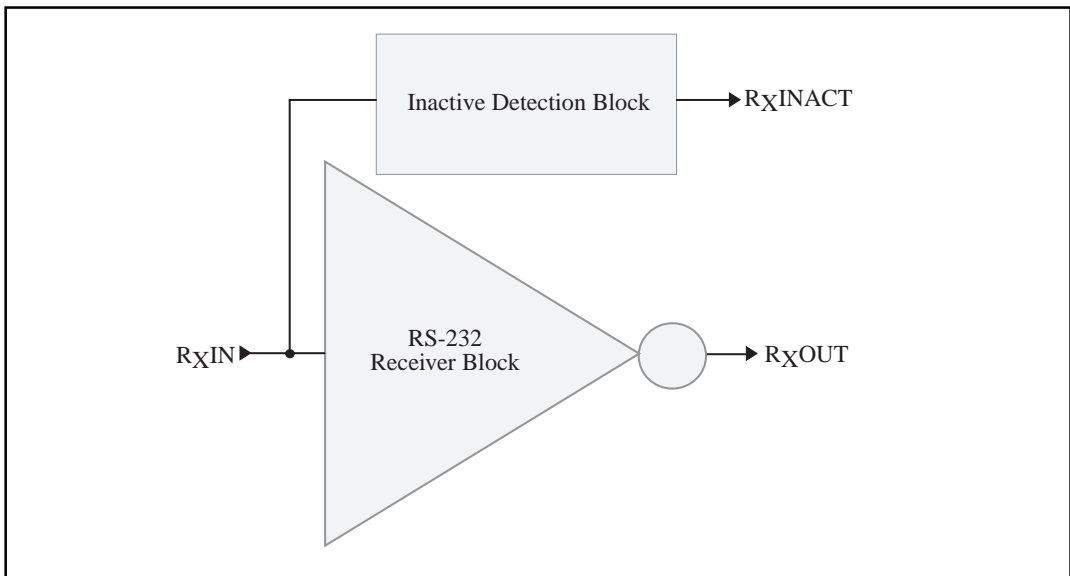 Inactive Detection Block
RXINACT
RS-232
Receiver Block
RXIN
RXOUT